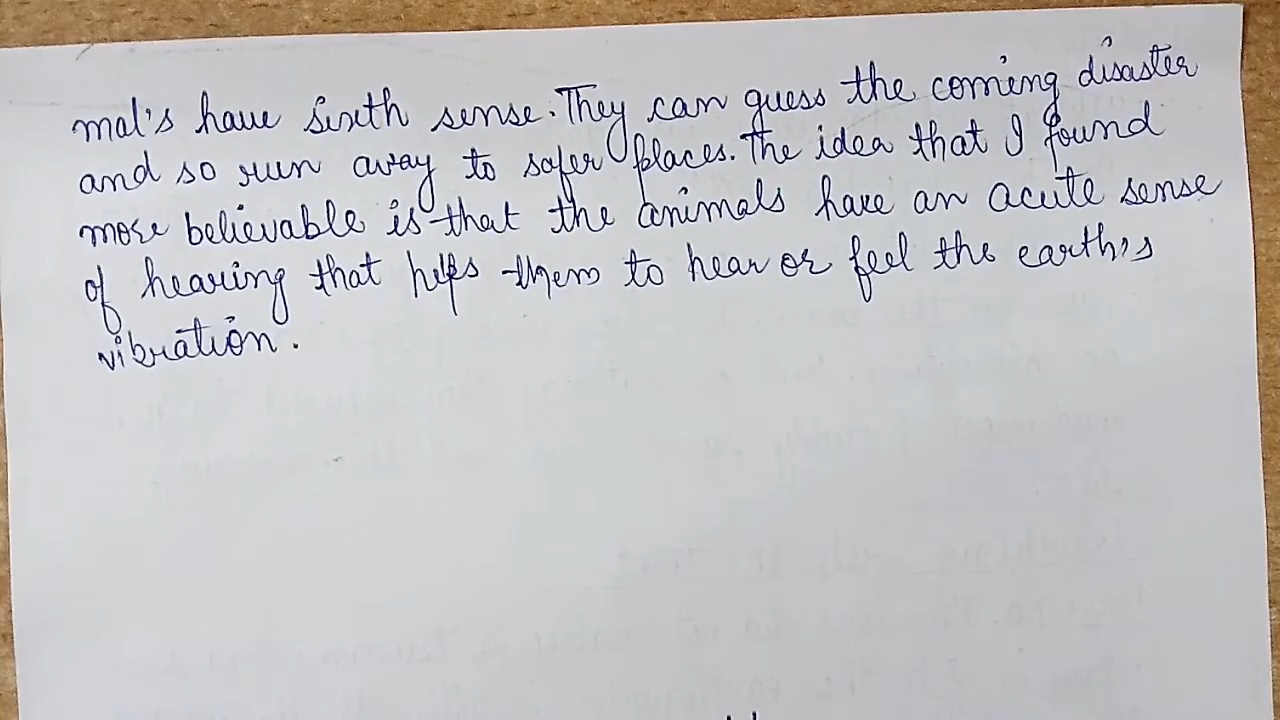 mal's have sixth sense. They can guess the coming disaster
and so run away to safer places. The idea that I found
more believable is that the animals have an acute sense
of hearing that helps them to hear or feel the earth's
vibration.